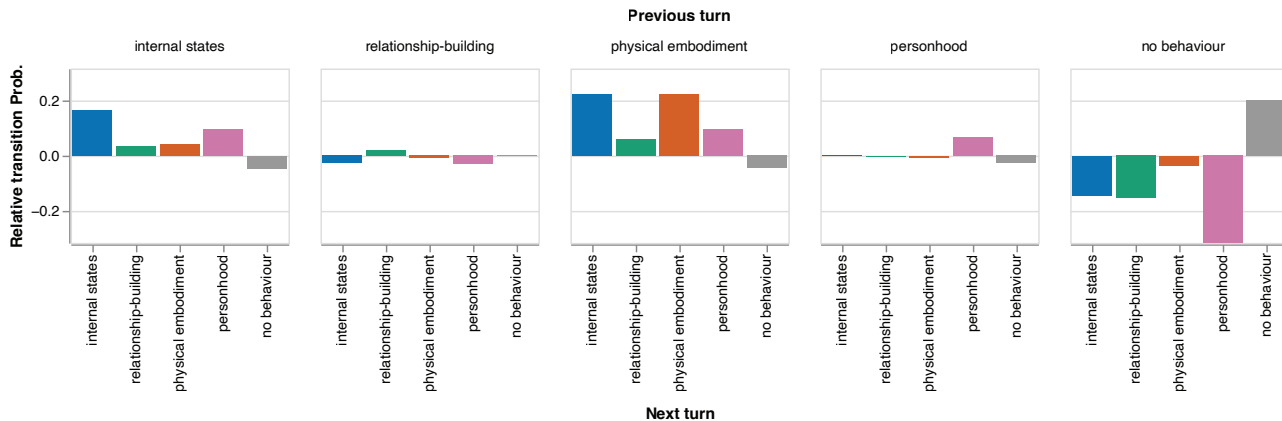 Previous turn
internal states relationship-building physical embodiment personhood no behaviour
Relative transition Prob.
0.2
0.0
−0.2
internal states
relationship-building
physical embodiment
personhood
no behaviour
internal states
relationship-building
physical embodiment
personhood
no behaviour
internal states
relationship-building
physical embodiment
personhood
no behaviour
internal states
relationship-building
physical embodiment
personhood
no behaviour
internal states
relationship-building
physical embodiment
personhood
no behaviour
Next turn